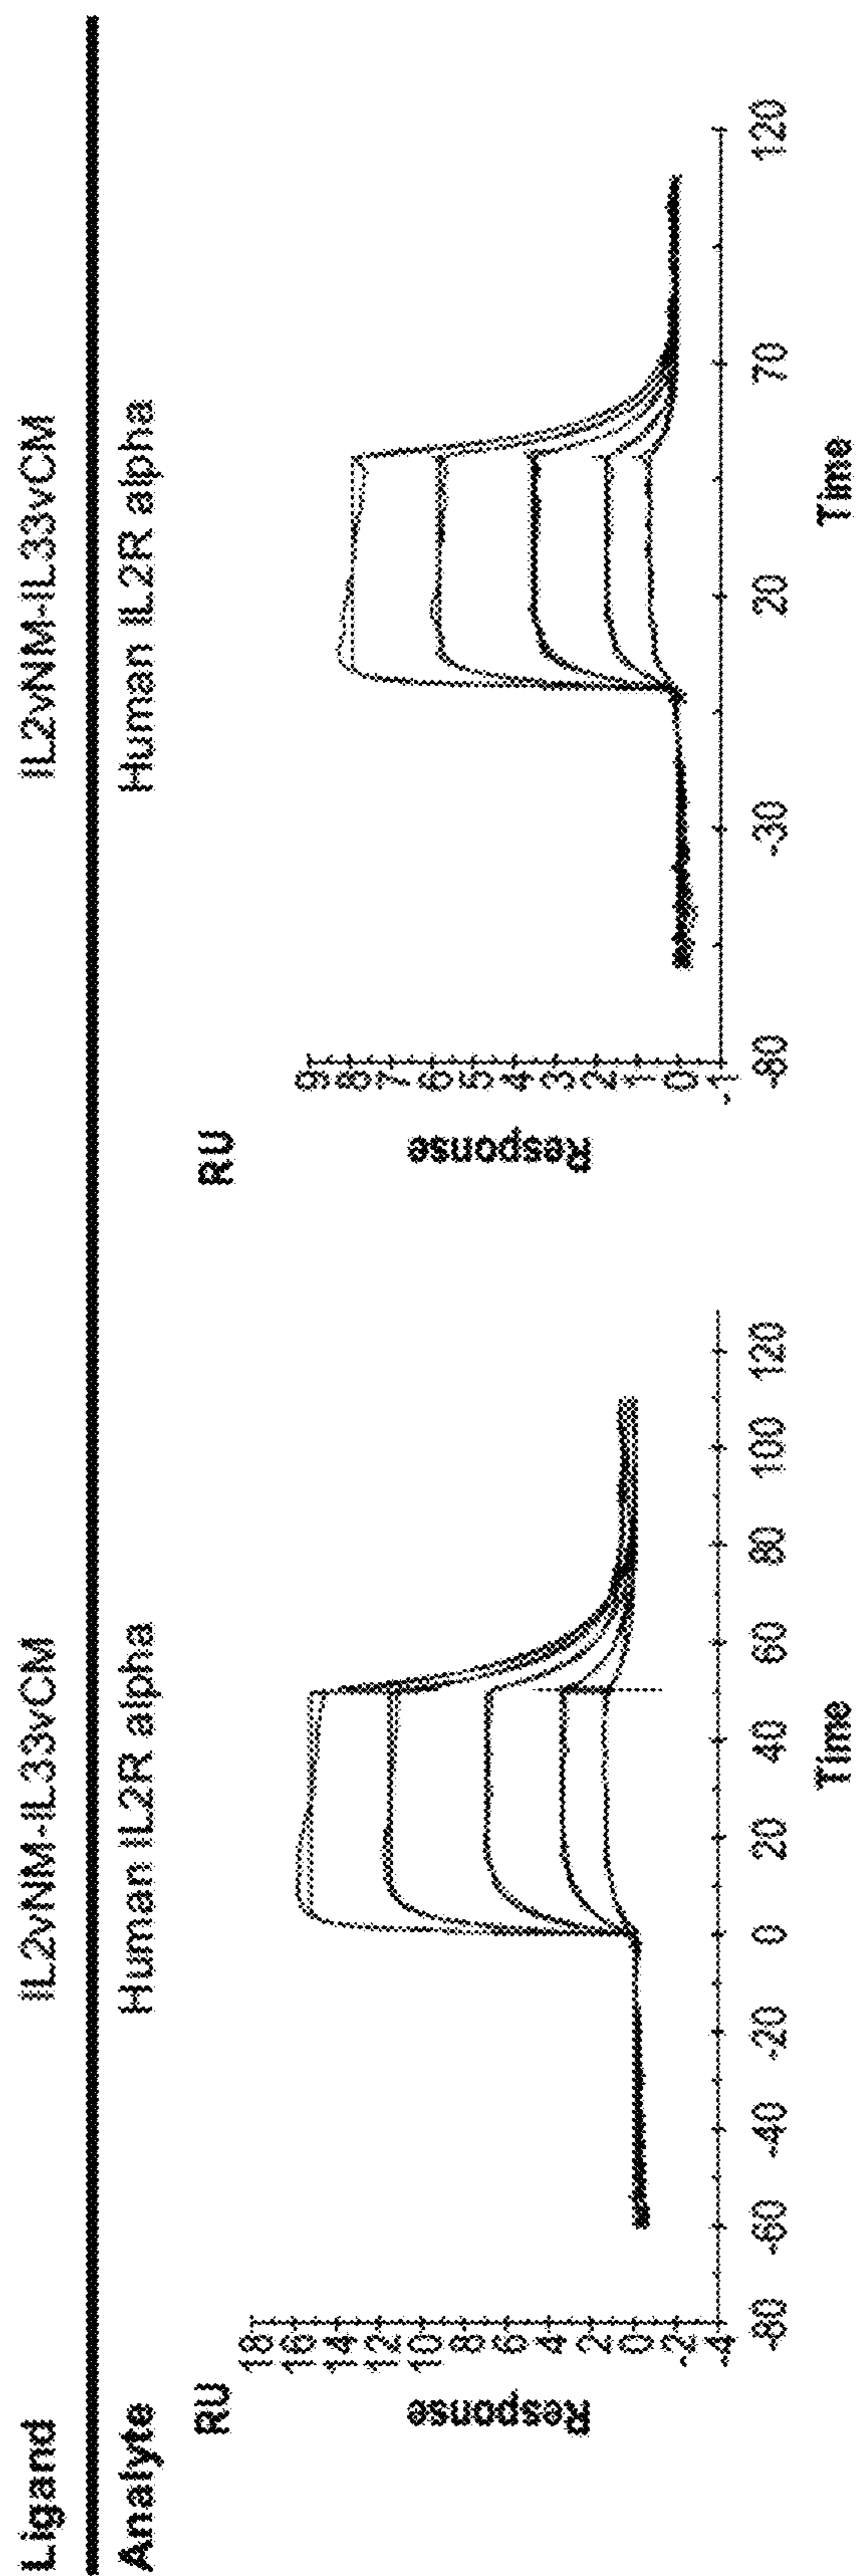 Ligand IL2vNM-IL33vCM IL2vNM-IL33vCM
Analyte Human IL2R alpha Human IL2R alpha
RU
Response
18
16
14
12
10
8
6
4
2
0
-2
-4
-80 -60 -40 -20 0 20 40 60 80 100 120
Time
RU
Response
9
8
7
6
5
4
3
2
1
0
-1
-80 -30 20 70 120
Time